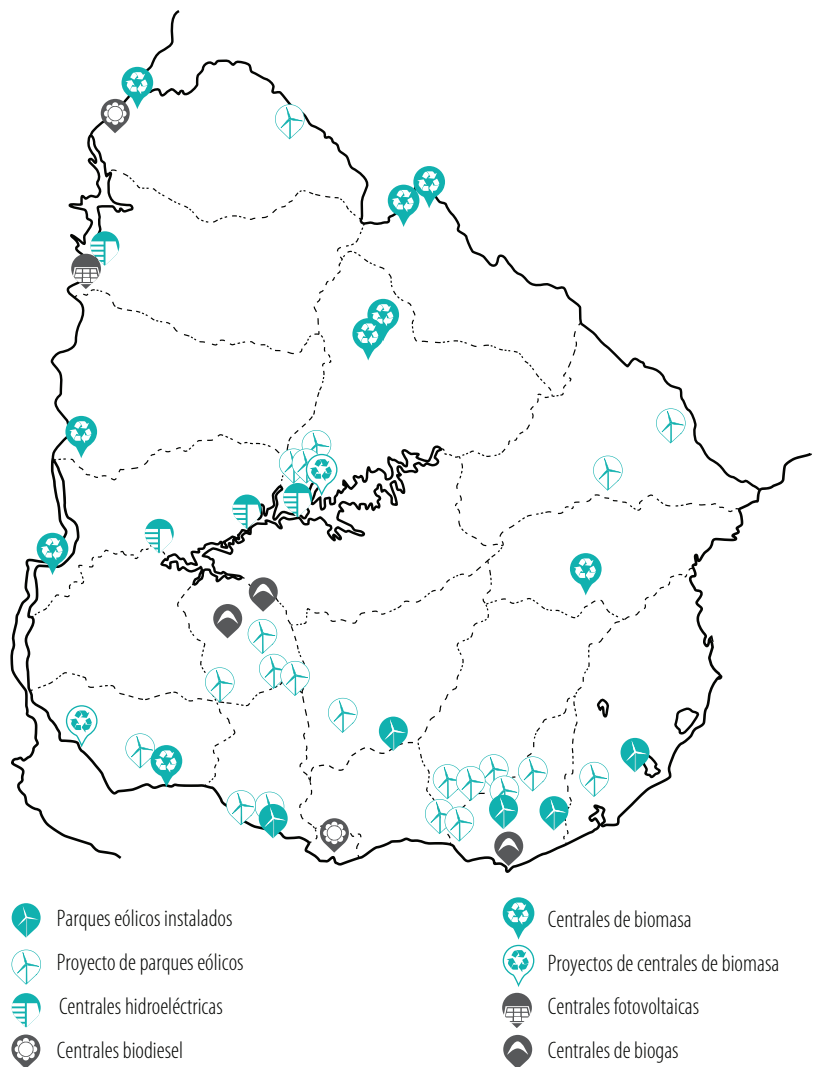 Parques eólicos instalados
Proyecto de parques eólicos
Centrales hidroeléctricas
Centrales biodiesel
Centrales de biomasa
Proyectos de centrales de biomasa
Centrales fotovoltaicas
Centrales de biogas